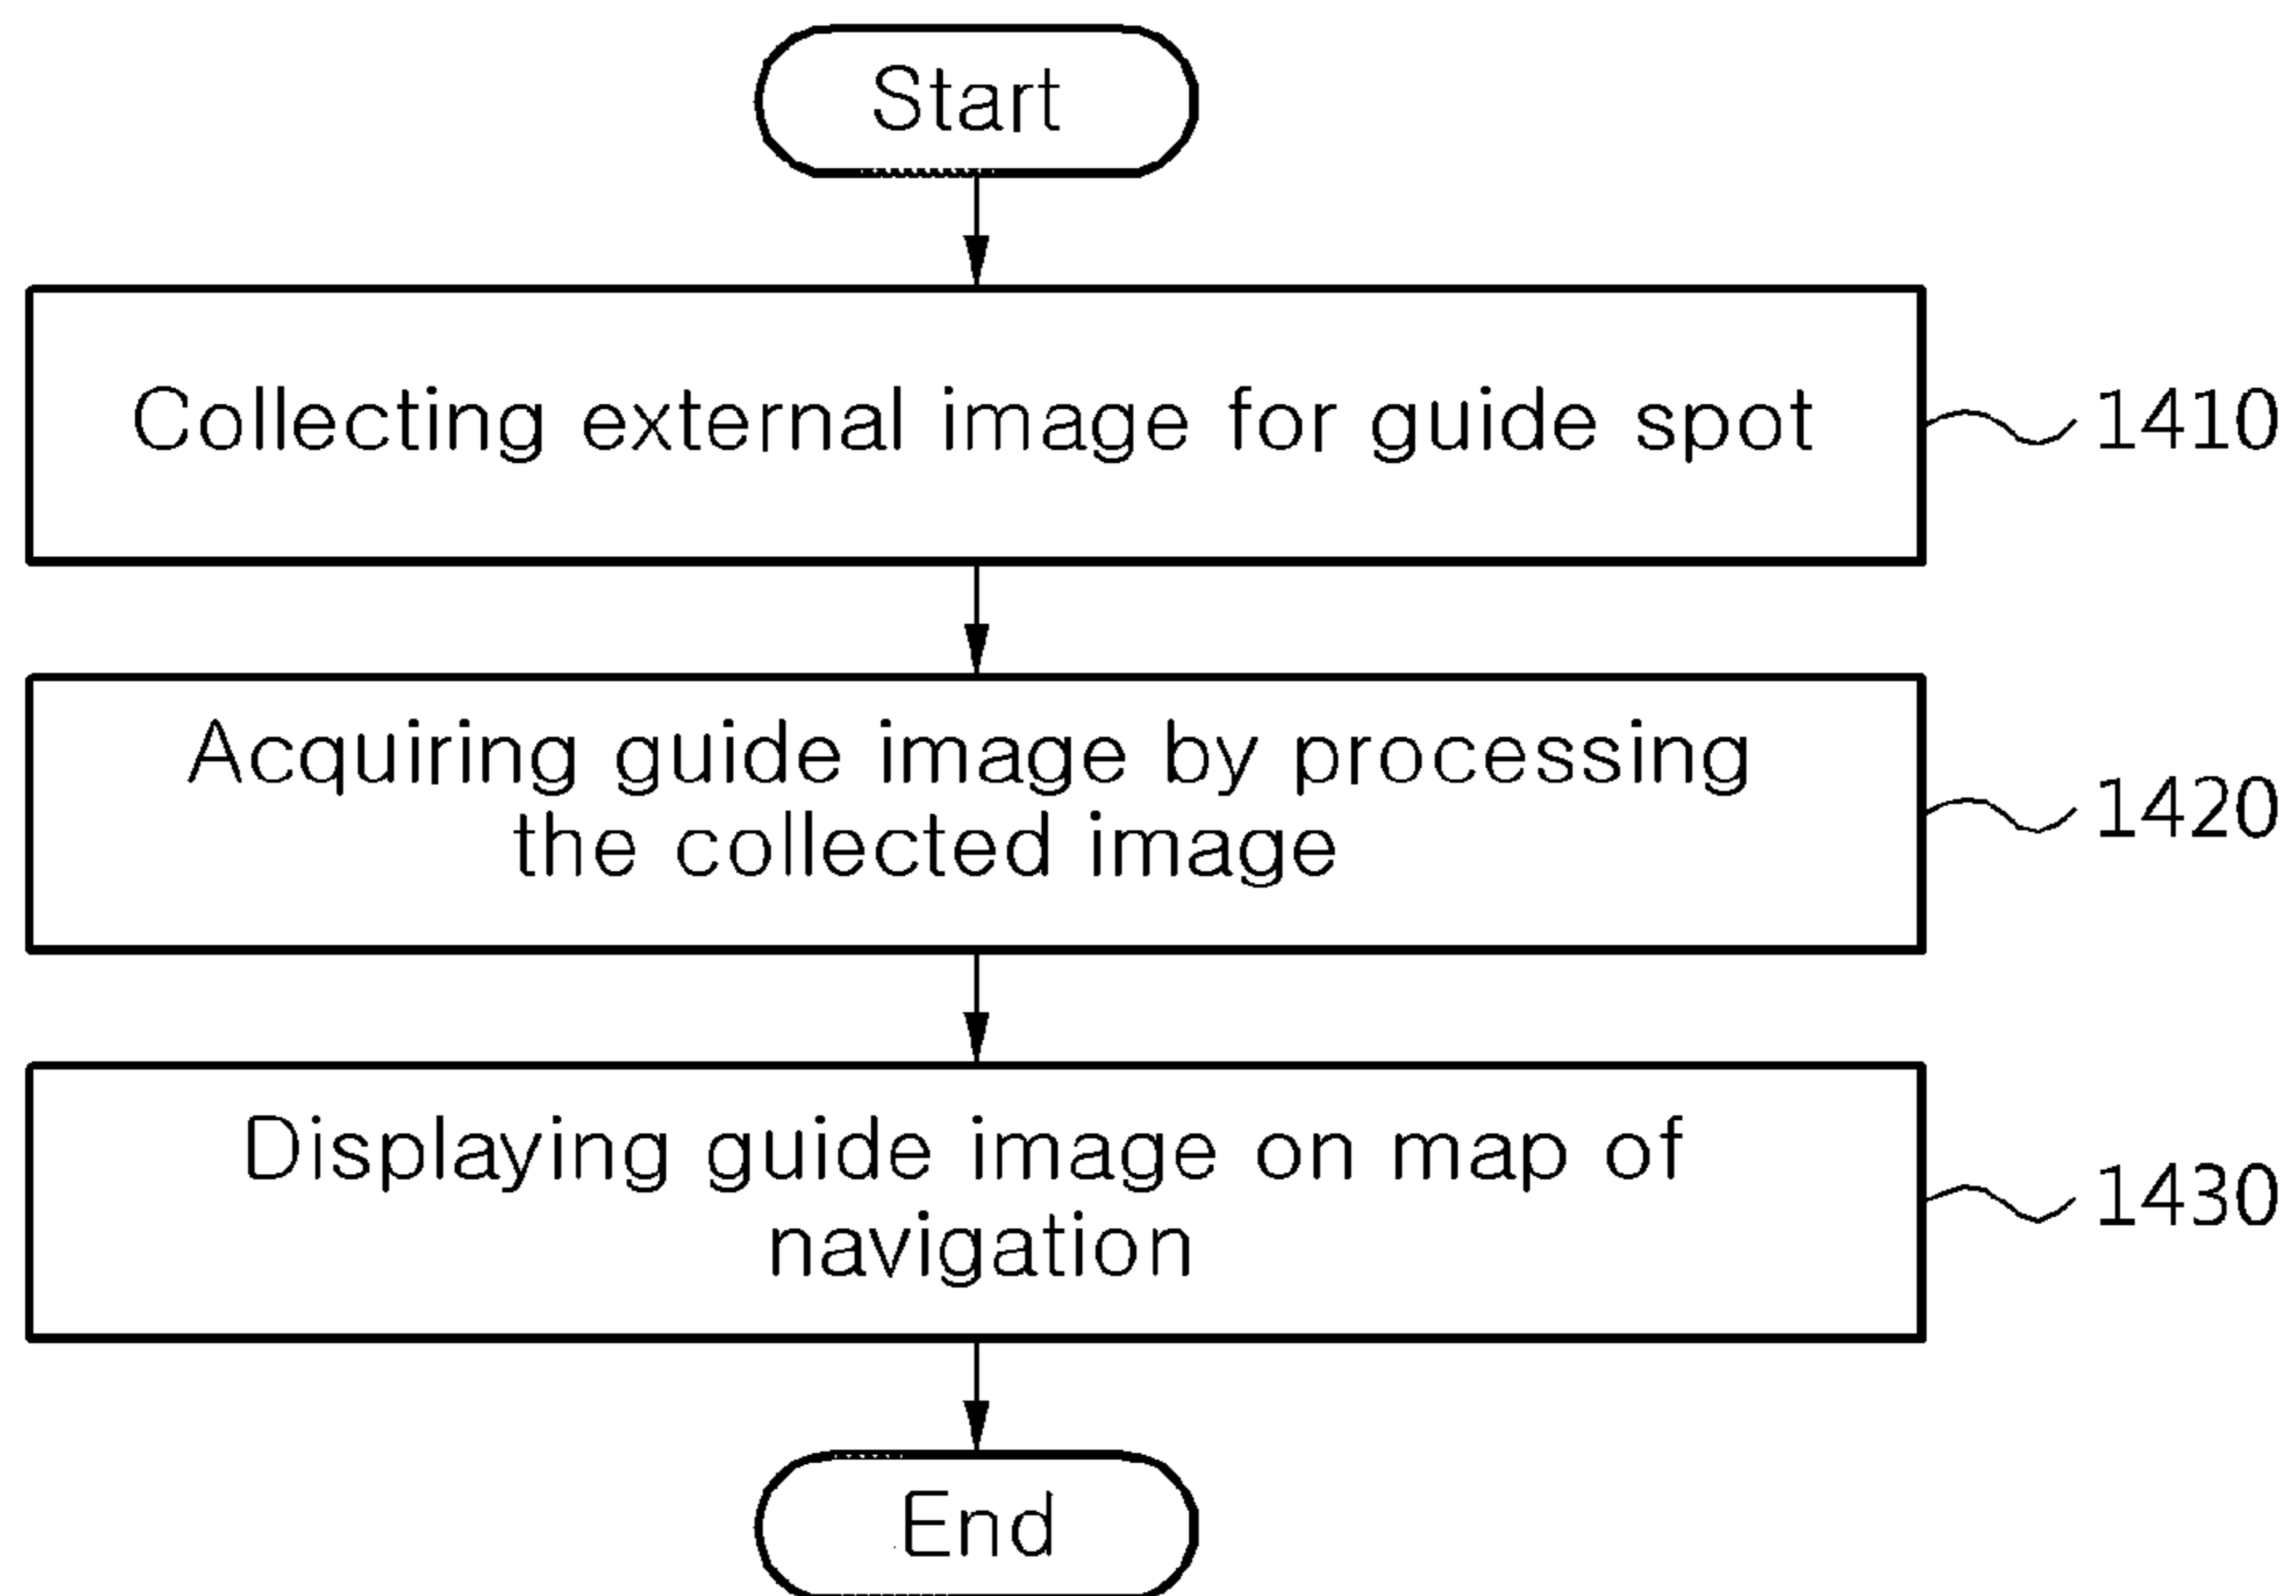 Start
Collecting external image for guide spot
1410
Acquiring guide image by processing
the collected image
1420
Displaying guide image on map of
navigation
1430
End